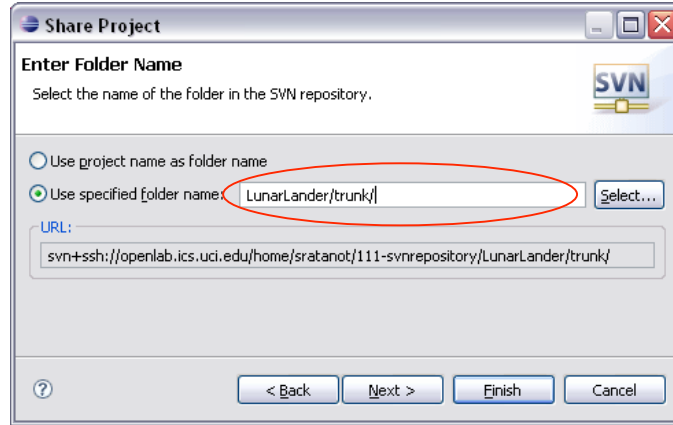 Share Project
Enter Folder Name
Select the name of the folder in the SVN repository.
SVN
Use project name as folder name
Use specified folder name: LunarLander/trunk/ Select...
URL:
svn+ssh://openlab.ics.uci.edu/home/sratanot/111-svnrepository/LunarLander/trunk/
? < Back Next > Finish Cancel